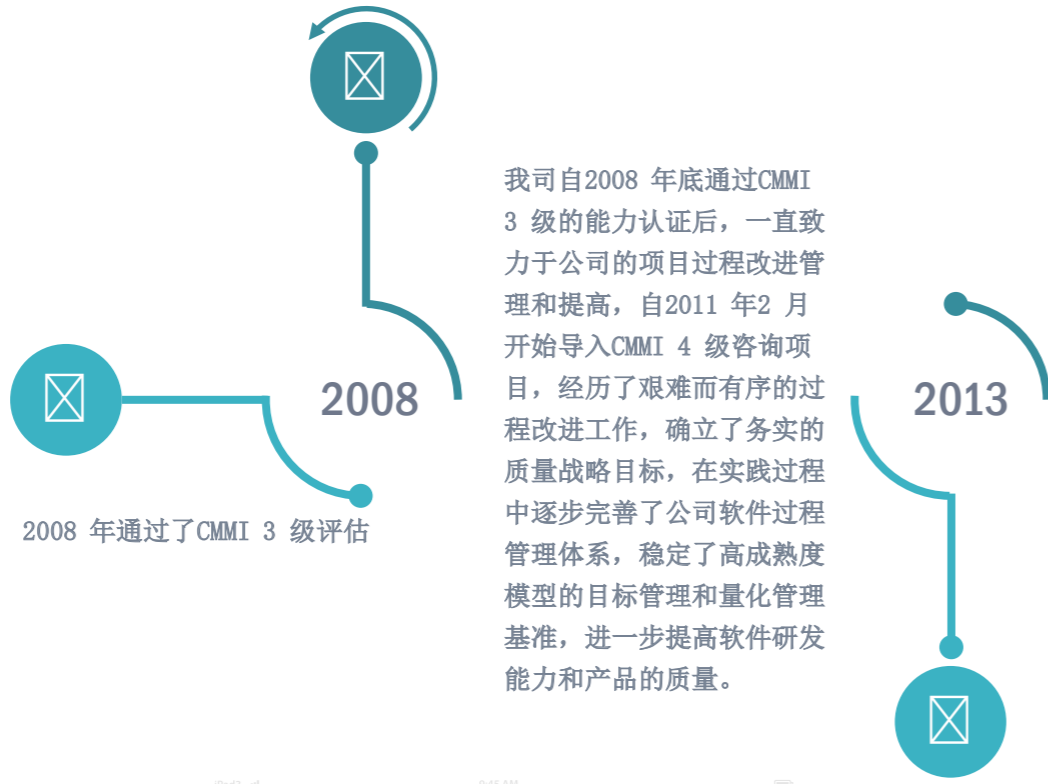 2008
2008 年通过了CMMI 3 级评估
我司自2008 年底通过CMMI
3 级的能力认证后，一直致
力于公司的项目过程改进管
理和提高，自2011 年2 月
开始导入CMMI 4 级咨询项
目，经历了艰难而有序的过
程改进工作，确立了务实的
质量战略目标，在实践过程
中逐步完善了公司软件过程
管理体系，稳定了高成熟度
模型的目标管理和量化管理
基准，进一步提高软件研发
能力和产品的质量。
2013